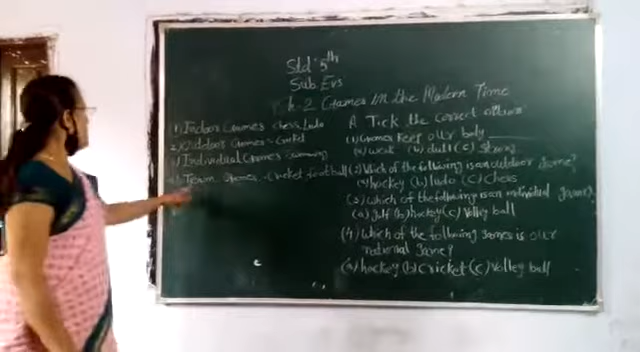 Std 5th
Sub. Evs
L-2 Games In the Modern Time
(1) Indoor Games chess, Ludo
2) Outdoor Games - Cricket
3) Individual Games swimming
4) Team Games - Cricket football
A Tick the correct option
(1) Games keep our body
(a) weak (b) dull (c) strong
(2) Which of the following is an outdoor game?
(a) hockey (b) ludo (c) chess
(3) which of the following is an individual game?
(a) golf (b) hockey (c) Volley ball
(4) which of the following games is our
national game?
(a) hockey (b) Cricket (c) Volley ball